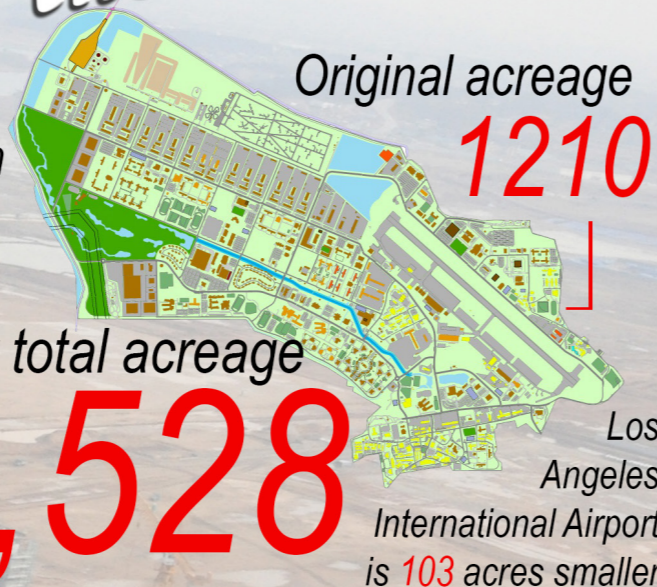 Original acreage
1210
total acreage
,528
Los
Angeles
International Airport
is 103 acres smaller